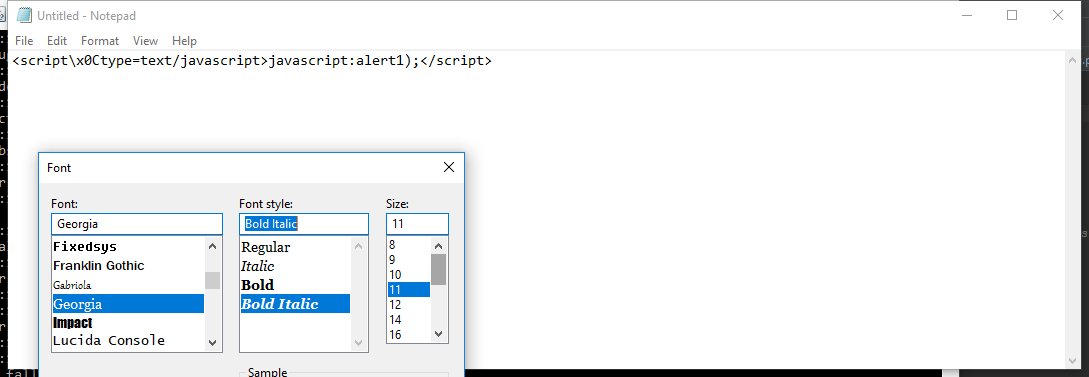 Untitled - Notepad
File Edit Format View Help
<script\x0Ctype=text/javascript>javascript:alert1);</script>
Font
Font: Font style: Size:
Georgia Bold Italic 11
Fixedsys Regular 8
Franklin Gothic Italic 9
Gabriola Bold 10
Georgia Bold Italic 11
Impact 12
Lucida Console 14
16
Sample